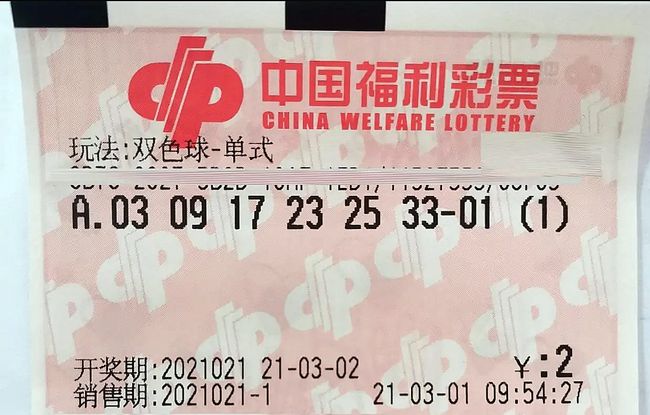 中国福利彩票
CHINA WELFARE LOTTERY
玩法:双色球-单式
A.03 09 17 23 25 33-01 (1)
开奖期:2021021 21-03-02 ¥:2
销售期:2021021-1 21-03-01 09:54:27